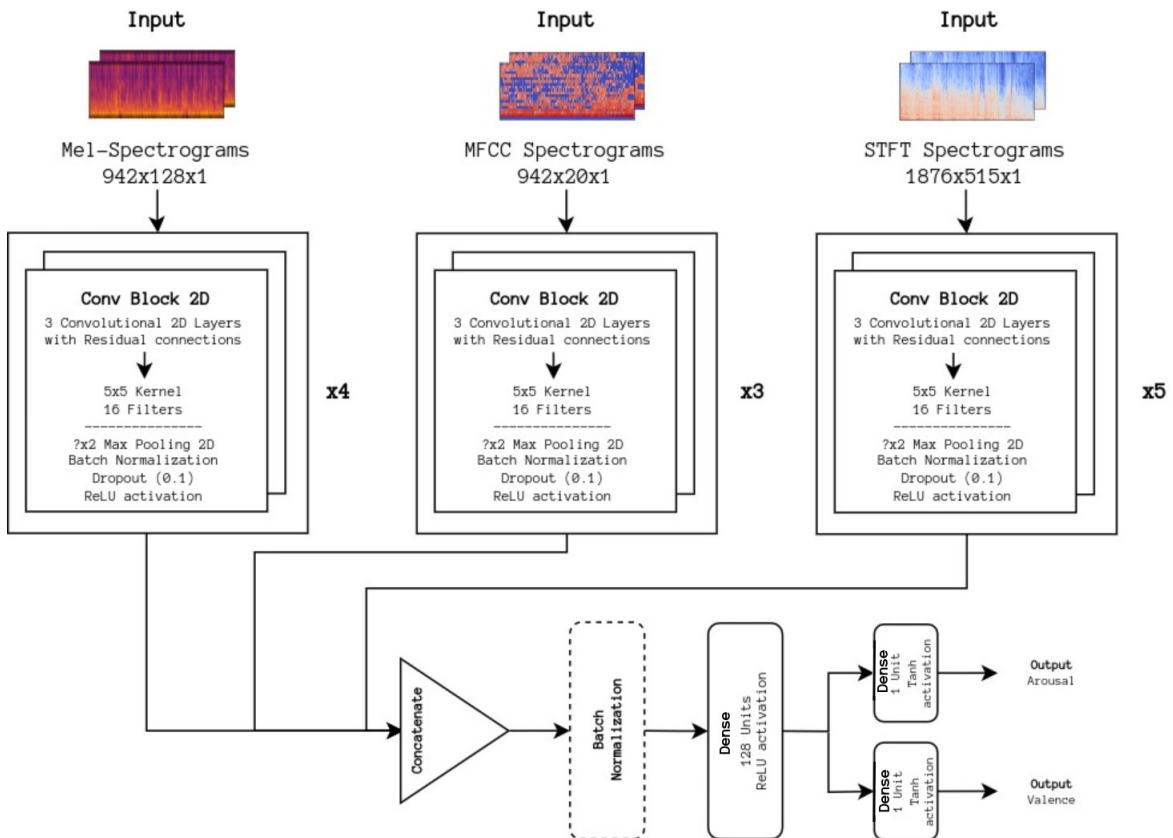 Input
Mel-Spectrograms
942x128x1
Conv Block 2D
3 Convolutional 2D Layers
with Residual connections
5x5 Kernel
16 Filters
---------------
?x2 Max Pooling 2D
Batch Normalization
Dropout (0.1)
ReLU activation
x4
Input
MFCC Spectrograms
942x20x1
Conv Block 2D
3 Convolutional 2D Layers
with Residual connections
5x5 Kernel
16 Filters
---------------
?x2 Max Pooling 2D
Batch Normalization
Dropout (0.1)
ReLU activation
x3
Input
STFT Spectrograms
1876x515x1
Conv Block 2D
3 Convolutional 2D Layers
with Residual connections
5x5 Kernel
16 Filters
---------------
?x2 Max Pooling 2D
Batch Normalization
Dropout (0.1)
ReLU activation
x5
Concatenate
Batch
Normalization
Dense
128 Units
ReLU activation
Dense
1 Unit
Tanh
activation
Output
Arousal
Dense
1 Unit
Tanh
activation
Output
Valence